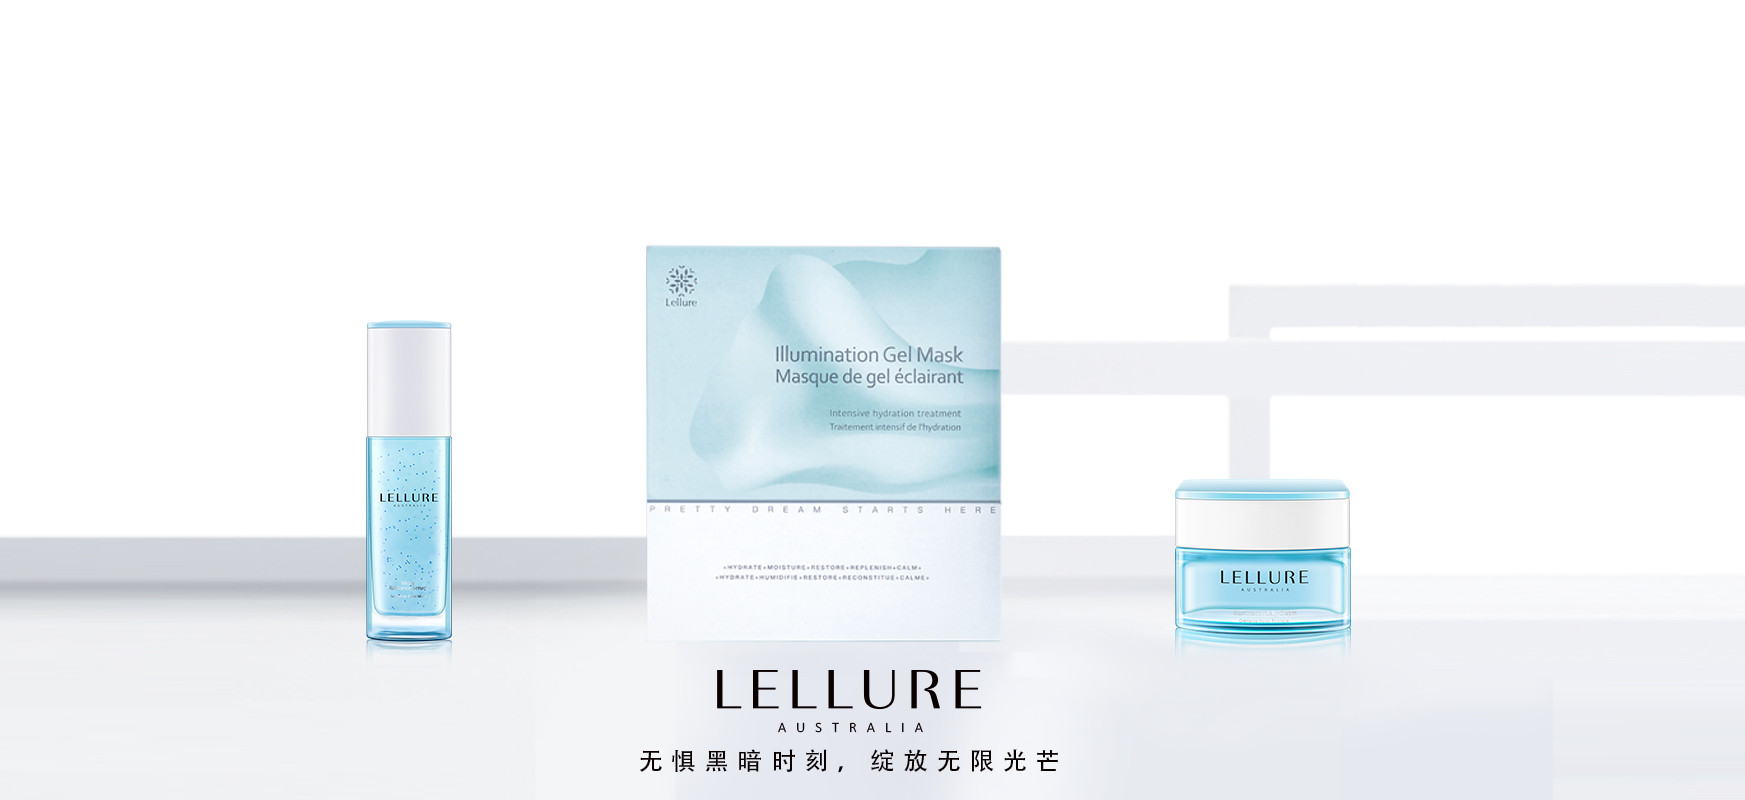 Lellure
Illumination Gel Mask
Masque de gel éclairant
Intensive hydration treatment
Traitement intensif de l'hydration
PRETTY DREAM STARTS HERE
+HYDRATE+MOISTURE+RESTORE+REPLENISH+CALM+
+HYDRATE+HUMIDIFIE+RESTORE+RECONSTITUE+CALME+
LELLURE
AUSTRALIA
LELLURE
AUSTRALIA
LELLURE
AUSTRALIA
无惧黑暗时刻，绽放无限光芒